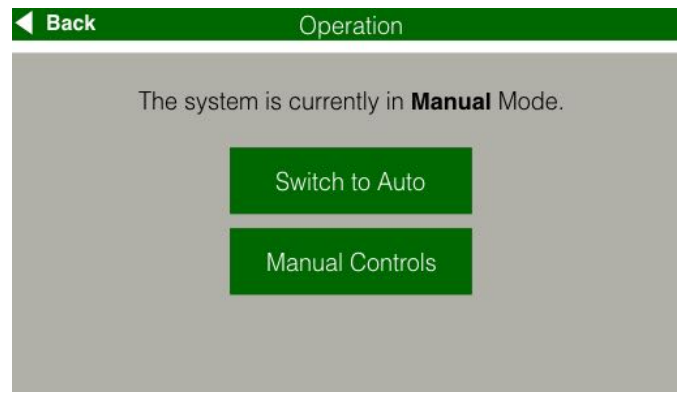 Back
Operation
The system is currently in Manual Mode.
Switch to Auto
Manual Controls